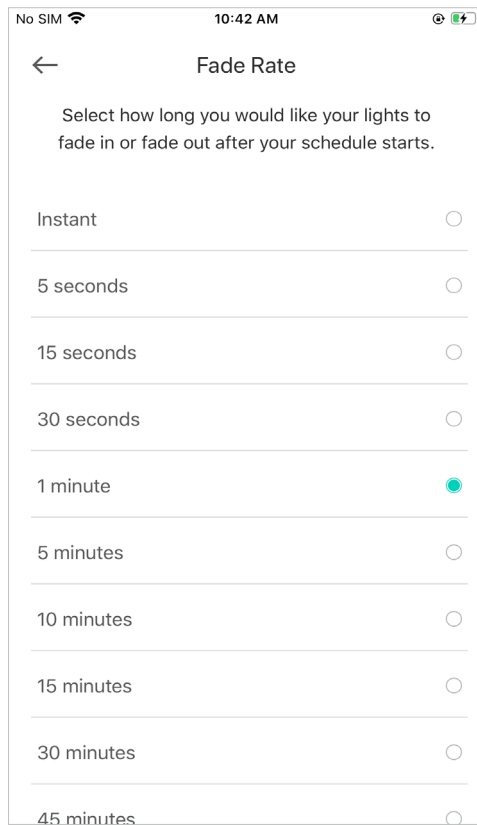 No SIM 10:42 AM
Fade Rate
Select how long you would like your lights to
fade in or fade out after your schedule starts.
Instant
5 seconds
15 seconds
30 seconds
1 minute
5 minutes
10 minutes
15 minutes
30 minutes
45 minutes